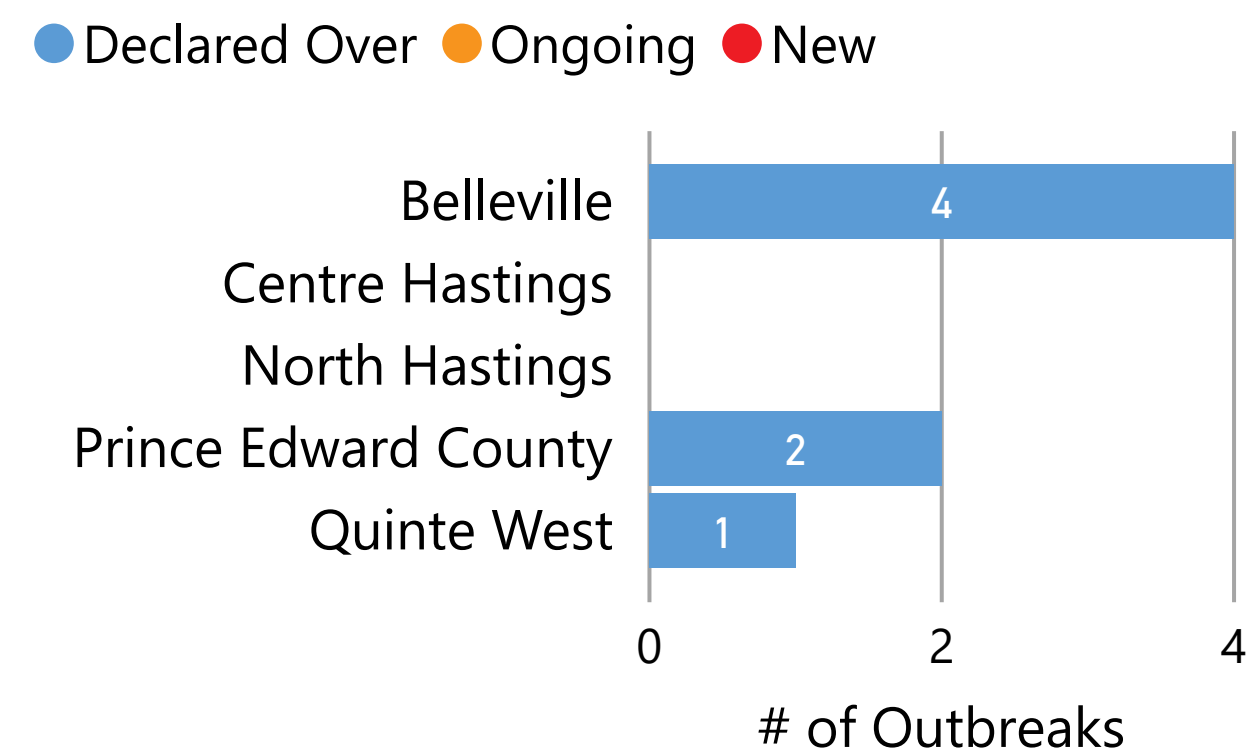 Declared Over Ongoing New
Belleville 4
Centre Hastings
North Hastings
Prince Edward County 2
Quinte West 1
0 2 4
# of Outbreaks